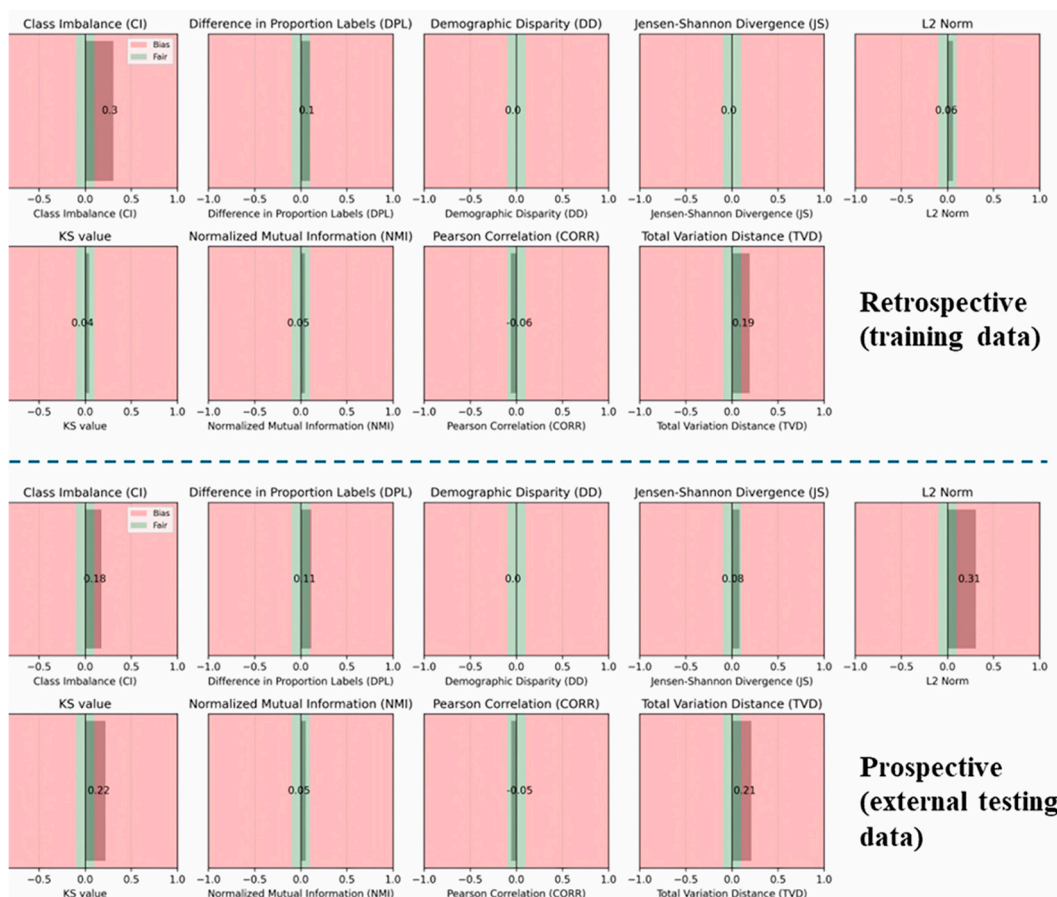 Class Imbalance (CI) Difference in Proportion Labels (DPL) Demographic Disparity (DD) Jensen-Shannon Divergence (JS) L2 Norm
Bias
Fair
0.3 0.1 0.0 0.0 0.06
−0.5 0.0 0.5 1.0 −1.0 −0.5 0.0 0.5 1.0 −1.0 −0.5 0.0 0.5 1.0 −1.0 −0.5 0.0 0.5 1.0 −1.0 −0.5 0.0 0.5 1.0
Class Imbalance (CI) Difference in Proportion Labels (DPL) Demographic Disparity (DD) Jensen-Shannon Divergence (JS) L2 Norm
KS value Normalized Mutual Information (NMI) Pearson Correlation (CORR) Total Variation Distance (TVD)
0.04 0.05 -0.06 0.19
Retrospective
(training data)
−0.5 0.0 0.5 1.0 −1.0 −0.5 0.0 0.5 1.0 −1.0 −0.5 0.0 0.5 1.0 −1.0 −0.5 0.0 0.5 1.0
KS value Normalized Mutual Information (NMI) Pearson Correlation (CORR) Total Variation Distance (TVD)
Class Imbalance (CI) Difference in Proportion Labels (DPL) Demographic Disparity (DD) Jensen-Shannon Divergence (JS) L2 Norm
Bias
Fair
0.18 0.11 0.0 0.08 0.31
−0.5 0.0 0.5 1.0 −1.0 −0.5 0.0 0.5 1.0 −1.0 −0.5 0.0 0.5 1.0 −1.0 −0.5 0.0 0.5 1.0 −1.0 −0.5 0.0 0.5 1.0
Class Imbalance (CI) Difference in Proportion Labels (DPL) Demographic Disparity (DD) Jensen-Shannon Divergence (JS) L2 Norm
KS value Normalized Mutual Information (NMI) Pearson Correlation (CORR) Total Variation Distance (TVD)
0.22 0.05 -0.05 0.21
Prospective
(external testing
data)
−0.5 0.0 0.5 1.0 −1.0 −0.5 0.0 0.5 1.0 −1.0 −0.5 0.0 0.5 1.0 −1.0 −0.5 0.0 0.5 1.0
KS value Normalized Mutual Information (NMI) Pearson Correlation (CORR) Total Variation Distance (TVD)